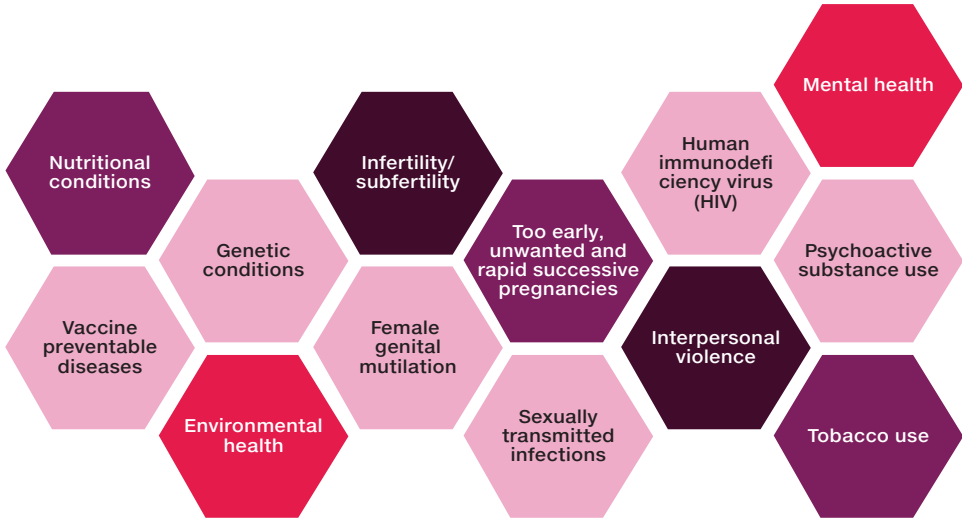 Mental health
Nutritional
conditions
Infertility/
subfertility
Human
immunodefi
ciency virus
(HIV)
Genetic
conditions
Too early,
unwanted and
rapid successive
pregnancies
Psychoactive
substance use
Vaccine
preventable
diseases
Female
genital
mutilation
Interpersonal
violence
Environmental
health
Sexually
transmitted
infections
Tobacco use